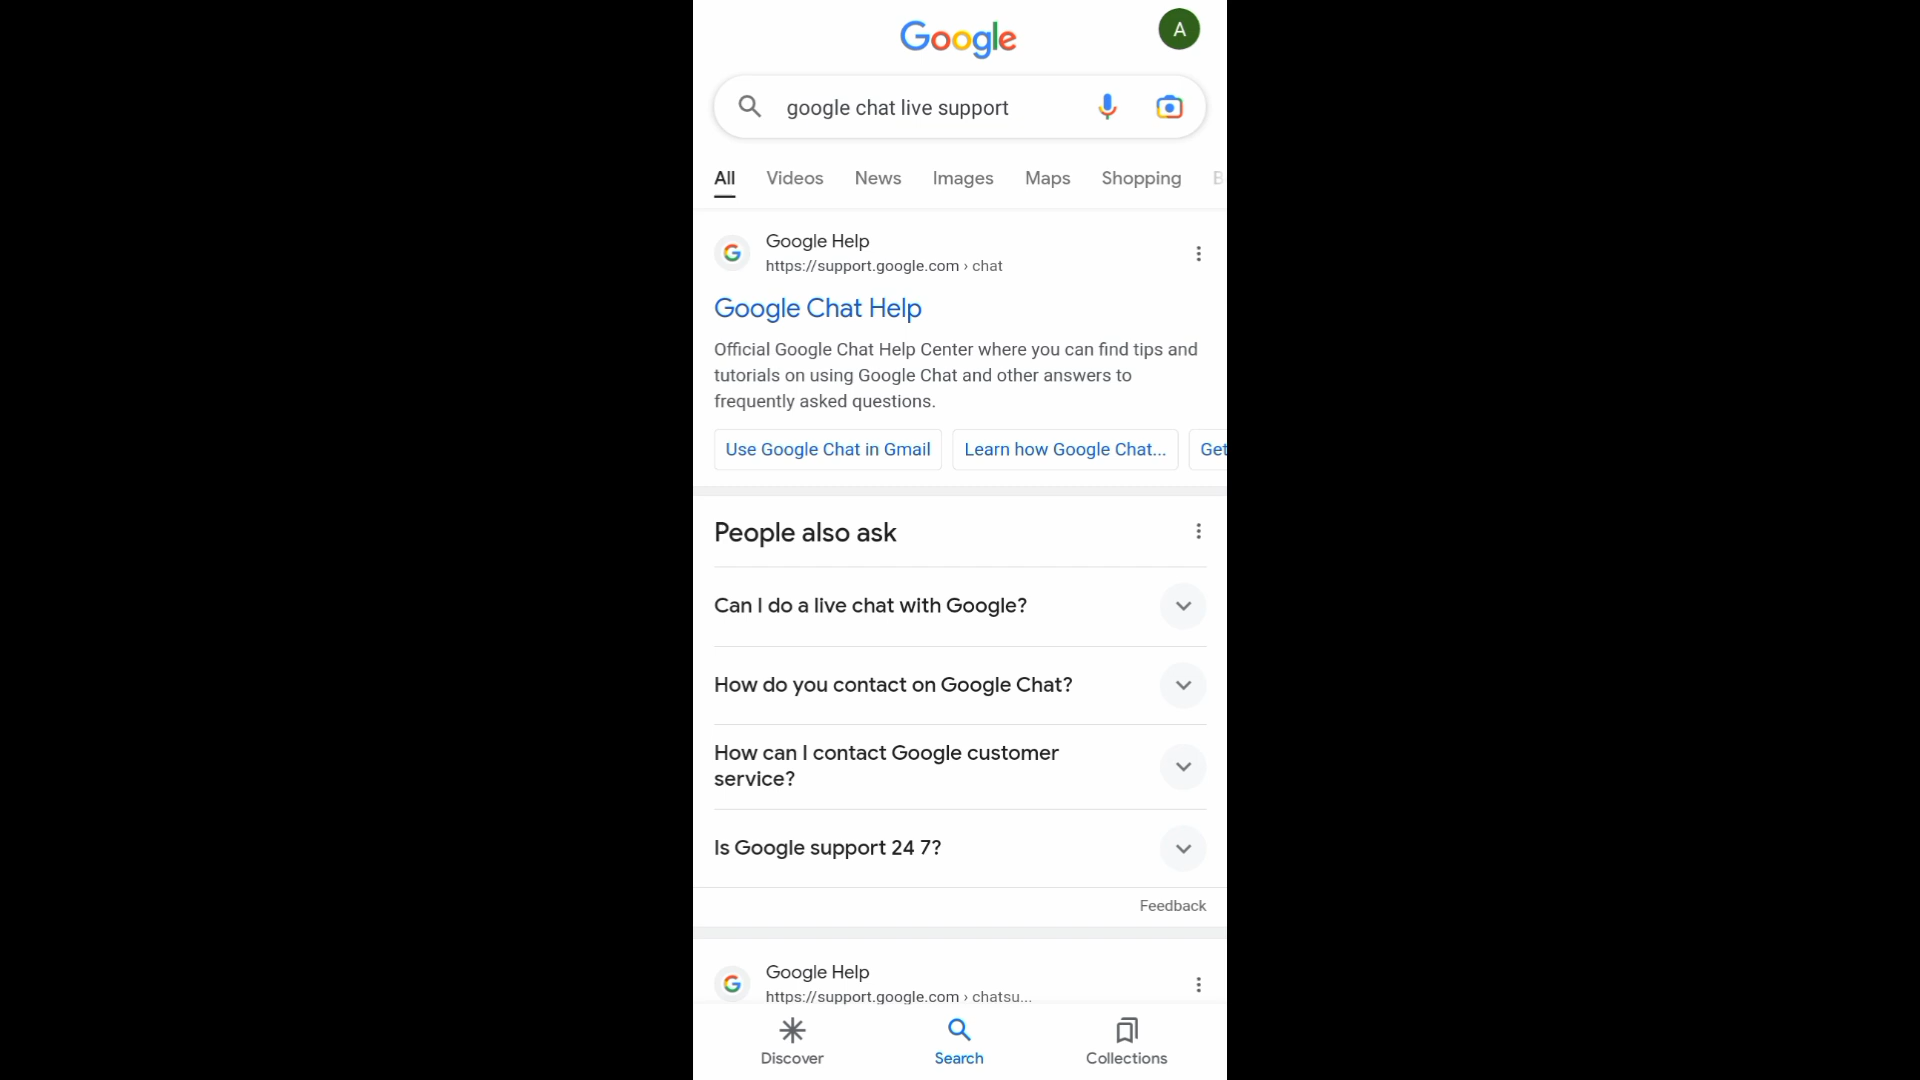 Google
A
google chat live support
All Videos News Images Maps Shopping
Google Help
https://support.google.com › chat
Google Chat Help
Official Google Chat Help Center where you can find tips and
tutorials on using Google Chat and other answers to
frequently asked questions.
Use Google Chat in Gmail Learn how Google Chat... Get
People also ask
Can I do a live chat with Google?
How do you contact on Google Chat?
How can I contact Google customer
service?
Is Google support 24 7?
Feedback
Google Help
https://support.google.com › chatsu...
Discover Search Collections